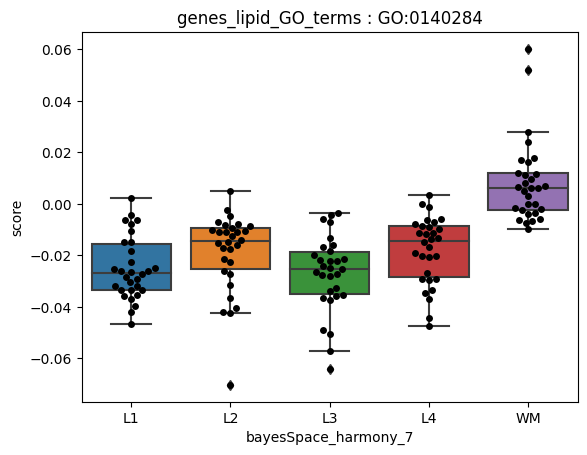 genes_lipid_GO_terms : GO:0140284
0.06
0.04
0.02
0.00
−0.02
−0.04
−0.06
score
L1 L2 L3 L4 WM
bayesSpace_harmony_7